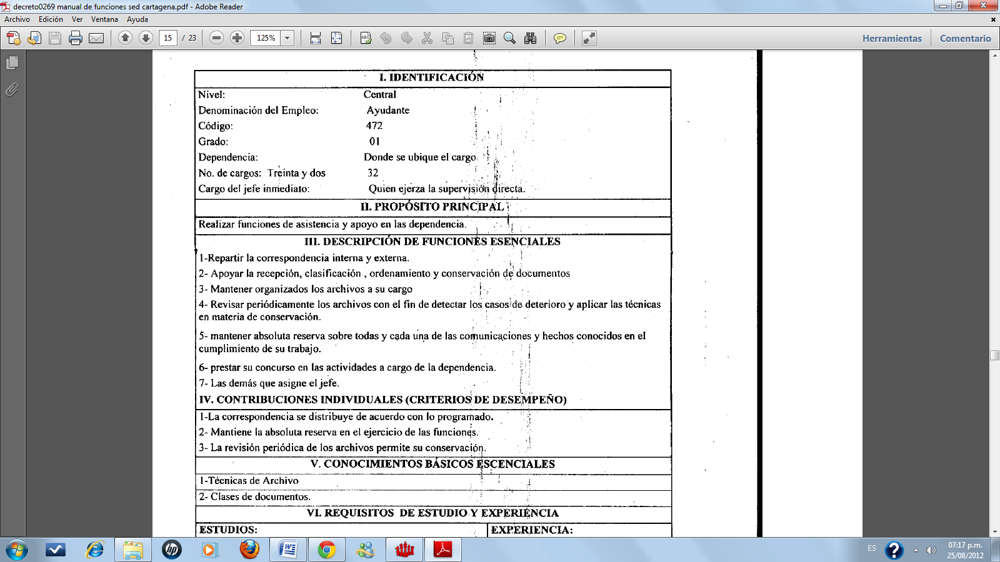 decreto0269 manual de funciones sed cartagena.pdf - Adobe Reader
Archivo Edición Ver Ventana Ayuda
15 / 23 125% Herramientas Comentario
I. IDENTIFICACIÓN
Nivel: Central
Denominación del Empleo: Ayudante
Código: 472
Grado: 01
Dependencia: Donde se ubique el cargo
No. de cargos: Treinta y dos 32
Cargo del jefe inmediato: Quien ejerza la supervisión directa.
II. PROPÓSITO PRINCIPAL
Realizar funciones de asistencia y apoyo en las dependencia.
III. DESCRIPCIÓN DE FUNCIONES ESENCIALES
1-Repartir la correspondencia interna y externa.
2- Apoyar la recepción, clasificación , ordenamiento y conservación de documentos
3- Mantener organizados los archivos a su cargo
4- Revisar periódicamente los archivos con el fin de detectar los casos de deterioro y aplicar las técnicas
en materia de conservación.
5- mantener absoluta reserva sobre todas y cada una de las comunicaciones y hechos conocidos en el
cumplimiento de su trabajo.
6- prestar su concurso en las actividades a cargo de la dependencia.
7- Las demás que asigne el jefe.
IV. CONTRIBUCIONES INDIVIDUALES (CRITERIOS DE DESEMPEÑO)
1-La correspondencia se distribuye de acuerdo con lo programado.
2- Mantiene la absoluta reserva en el ejercicio de las funciones.
3- La revisión periódica de los archivos permite su conservación.
V. CONOCIMIENTOS BÁSICOS ESCENCIALES
1-Técnicas de Archivo
2- Clases de documentos.
VI. REQUISITOS DE ESTUDIO Y EXPERIENCIA
ESTUDIOS: EXPERIENCIA:
ES 07:17 p.m.
25/08/2012